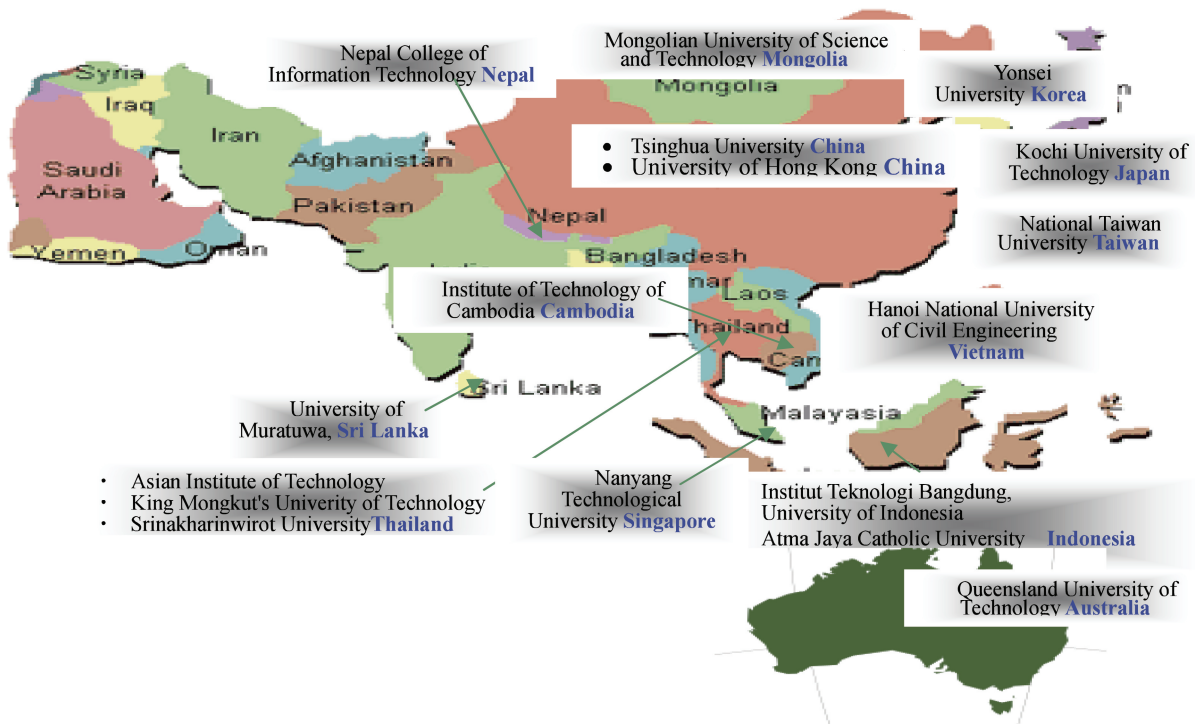 Nepal College of
Information Technology Nepal
Mongolian University of Science
and Technology Mongolia
Yonsei
University Korea
Syria
Iraq
Iran
Mongolia
Afghanistan
Saudi
Arabia
Pakistan
• Tsinghua University China
• University of Hong Kong China
Kochi University of
Technology Japan
Nepal
National Taiwan
University Taiwan
Yemen
Oman
Bangladesh
Laos
Institute of Technology of
Cambodia Cambodia
Thailand
Cam
Hanoi National University
of Civil Engineering
Vietnam
Sri Lanka
Malayasia
University of
Muratuwa, Sri Lanka
· Asian Institute of Technology
· King Mongkut's Univerity of Technology
· Srinakharinwirot UniversityThailand
Nanyang
Technological
University Singapore
Institut Teknologi Bangdung,
University of Indonesia
Atma Jaya Catholic University Indonesia
Queensland University of
Technology Australia